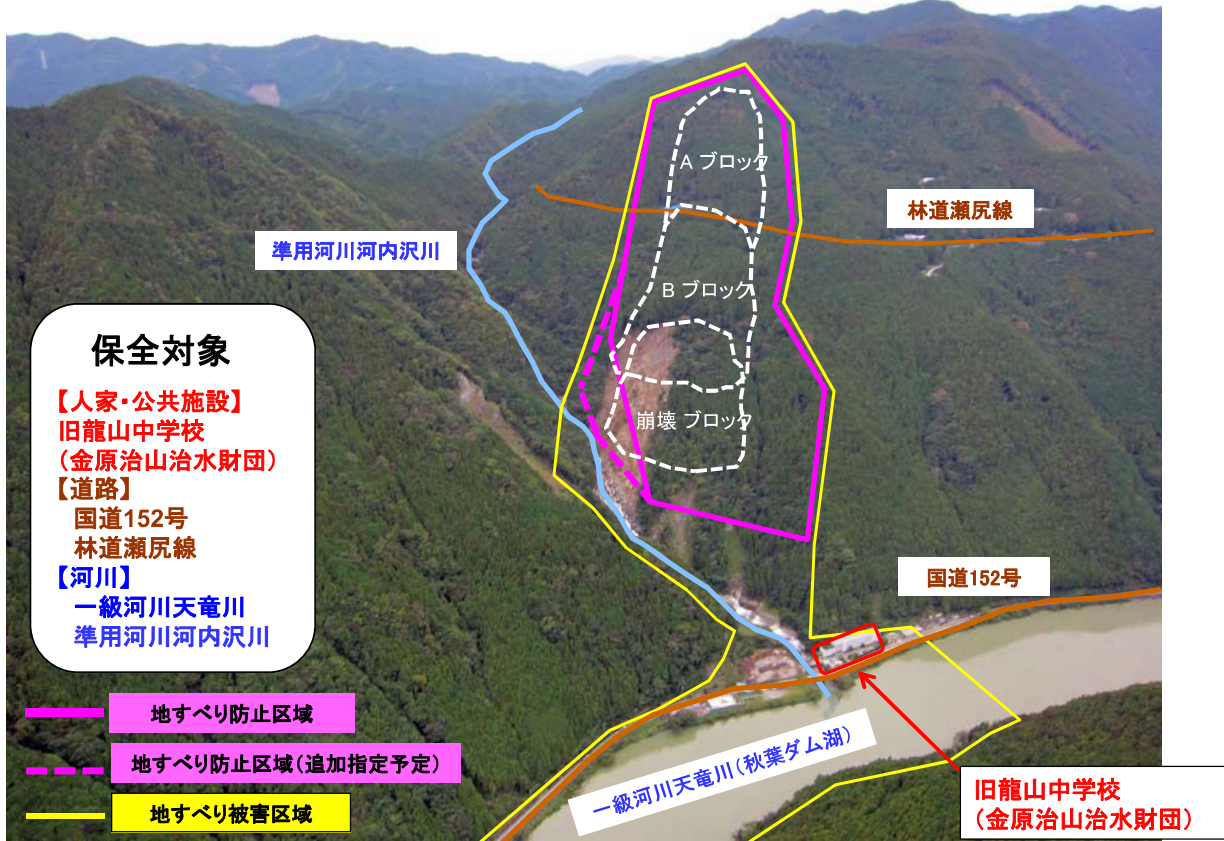 A ブロック
林道瀬尻線
準用河川河内沢川
B ブロック
保全対象
【人家・公共施設】
旧龍山中学校
（金原治山治水財団）
【道路】
国道152号
林道瀬尻線
【河川】
一級河川天竜川
準用河川河内沢川
崩壊 ブロック
国道152号
地すべり防止区域
地すべり防止区域（追加指定予定）
地すべり被害区域
一級河川天竜川（秋葉ダム湖）
旧龍山中学校
（金原治山治水財団）